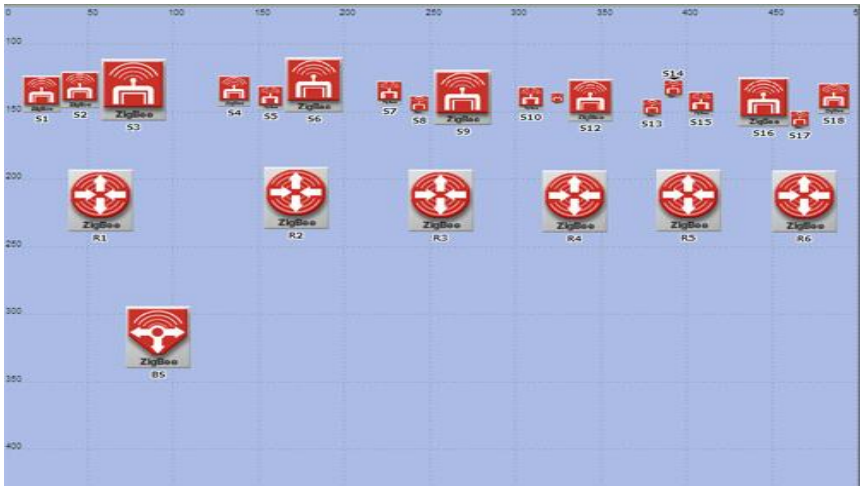 0 50 100 150 200 250 300 350 400 450 5
100
S14
ZigBee ZigBee ZigBee
150
S1 S2 S3 S4 S5 S6 S7 S8 S9 S10 S12 S13 S15 S16 S17 S18
200
ZigBee ZigBee ZigBee ZigBee ZigBee ZigBee
R1 R2 R3 R4 R5 R6
250
300
ZigBee
BS
350
400